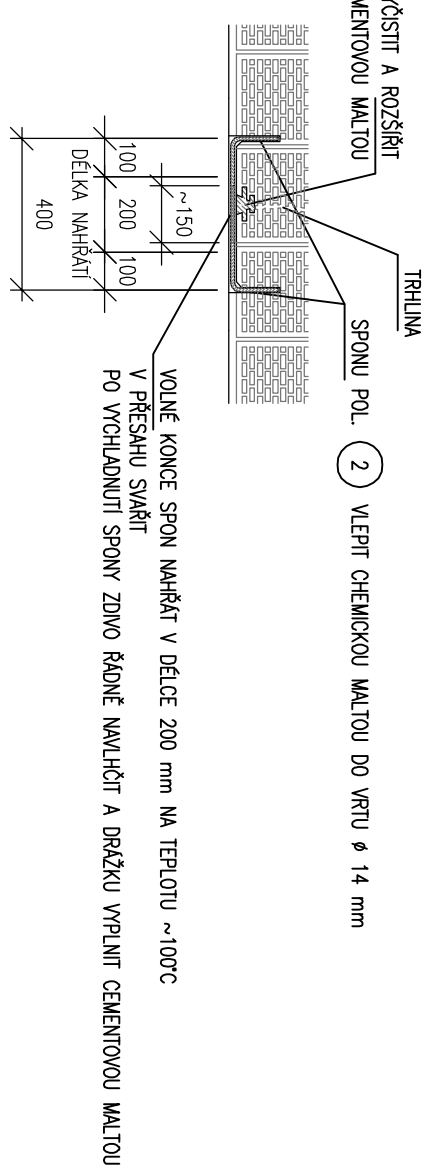 YČISTIT A ROZŠÍŘIT
MENTOVOU MALTOU
TRHLINA
SPONU POL. 2 VLEPIT CHEMICKOU MALTOU DO VRTU ø 14 mm
VOLNÉ KONCE SPON NAHŘÁT V DÉLCE 200 mm NA TEPLOTU ~100°C
V PŘESAHU SVAŘIT
PO VYCHLADNUTÍ SPONY ZDIVO ŘÁDNĚ NAVLHČIT A DRÁŽKU VYPLNIT CEMENTOVOU MALTOU
~150
100 200 100
DÉLKA NAHŘÁTÍ
400